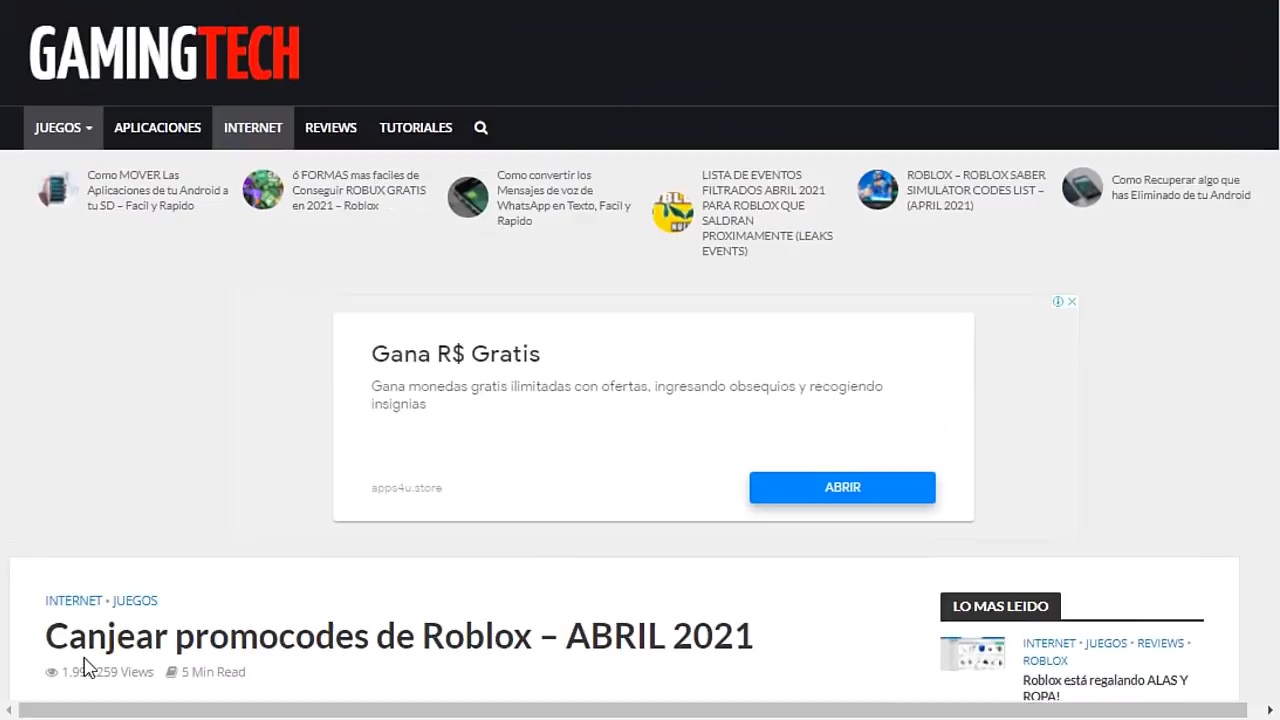 GAMINGTECH
JUEGOS
APLICACIONES
INTERNET
REVIEWS
TUTORIALES
Como MOVER Las
Aplicaciones de tu Android a
tu SD – Facil y Rapido
6 FORMAS mas faciles de
Conseguir ROBUX GRATIS
en 2021 – Roblox
Como convertir los
Mensajes de voz de
WhatsApp en Texto, Facil y
Rapido
LISTA DE EVENTOS
FILTRADOS ABRIL 2021
PARA ROBLOX QUE
SALDRAN
PROXIMAMENTE (LEAKS
EVENTS)
ROBLOX – ROBLOX SABER
SIMULATOR CODES LIST –
(APRIL 2021)
Como Recuperar algo que
has Eliminado de tu Android
Gana R$ Gratis
Gana monedas gratis ilimitadas con ofertas, ingresando obsequios y recogiendo
insignias
apps4u.store
ABRIR
INTERNET • JUEGOS
Canjear promocodes de Roblox – ABRIL 2021
Views
5 Min Read
LO MAS LEIDO
INTERNET • JUEGOS • REVIEWS •
ROBLOX
Roblox está regalando ALAS Y
ROPA!